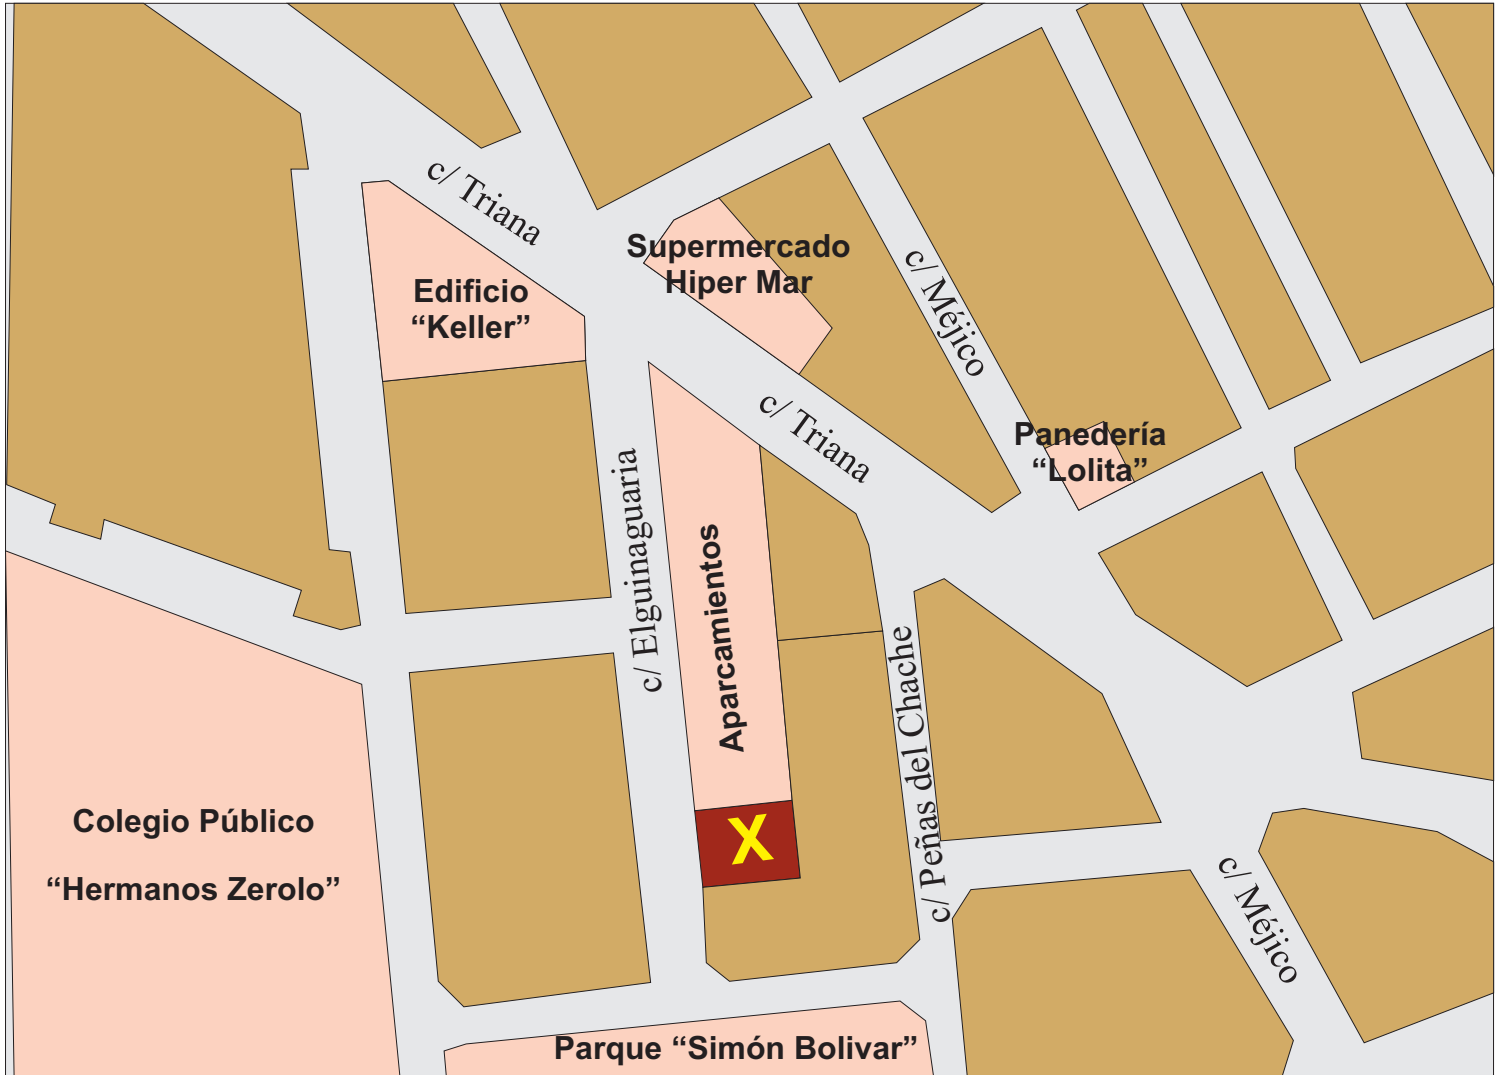 c/ Triana
Supermercado
Hiper Mar
c/ Méjico
Edificio
“Keller”
c/ Triana
Panedería
“Lolita”
c/ Elguinaguaria
Aparcamientos
c/ Peñas del Chache
Colegio Público
“Hermanos Zerolo”
X
c/ Méjico
Parque “Simón Bolivar”